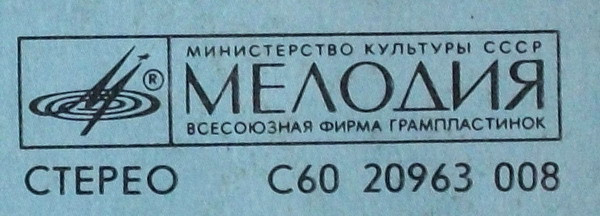 МИНИСТЕРСТВО КУЛЬТУРЫ СССР
®
МЕЛОДИЯ
ВСЕСОЮЗНАЯ ФИРМА ГРАМПЛАСТИНОК
СТЕРЕО С60 20963 008